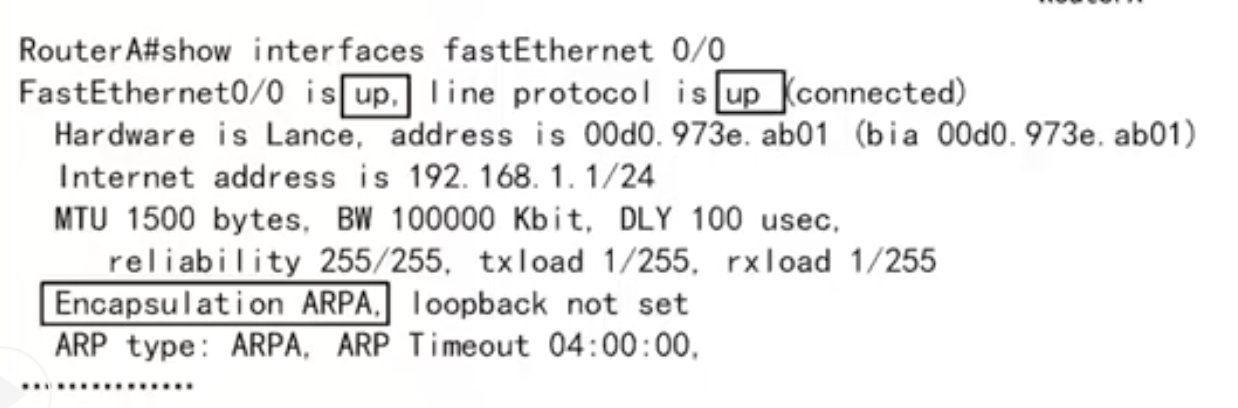 RouterA#show interfaces fastEthernet 0/0
FastEthernet0/0 is up, line protocol is up (connected)
Hardware is Lance, address is 00d0.973e.ab01 (bia 00d0.973e.ab01)
Internet address is 192.168.1.1/24
MTU 1500 bytes, BW 100000 Kbit, DLY 100 usec,
reliability 255/255, txload 1/255, rxload 1/255
Encapsulation ARPA, loopback not set
ARP type: ARPA, ARP Timeout 04:00:00,
...............